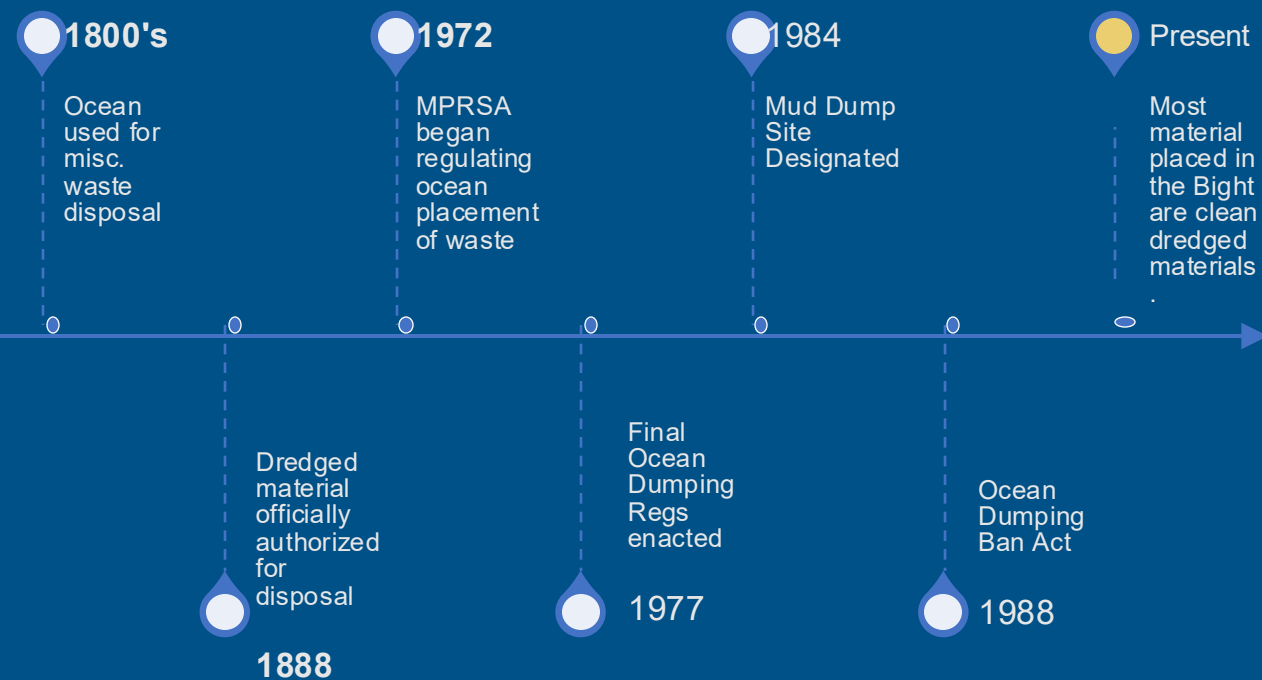 1800's
Ocean
used for
misc.
waste
disposal
1888
Dredged
material
officially
authorized
for
disposal
1972
MPRSA
began
regulating
ocean
placement
of waste
1977
Final
Ocean
Dumping
Regs
enacted
1984
Mud Dump
Site
Designated
1988
Ocean
Dumping
Ban Act
Present
Most
material
placed in
the Bight
are clean
dredged
materials
.